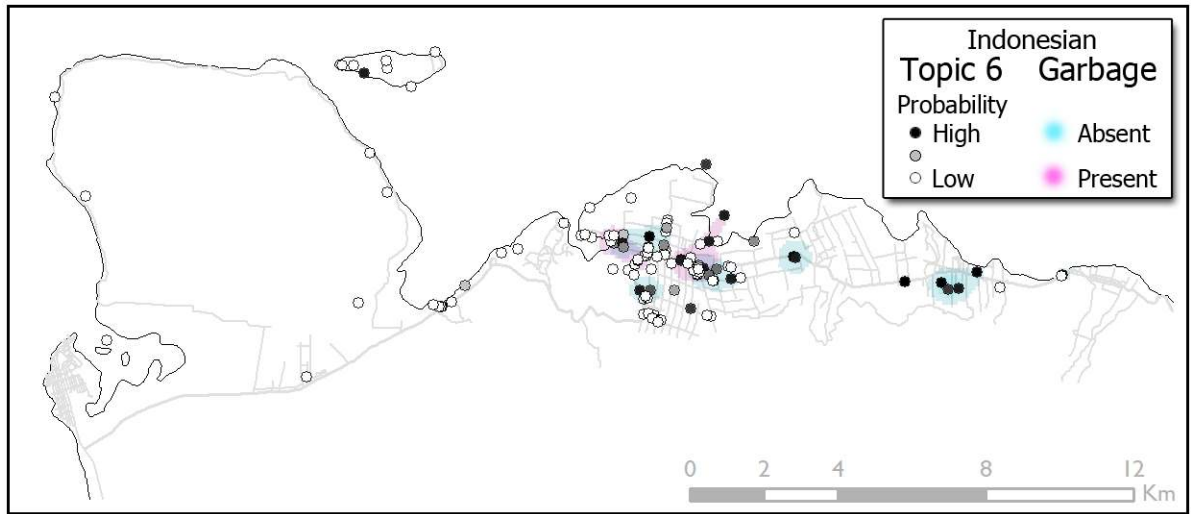 Indonesian
Topic 6 Garbage
Probability
High Absent
Low Present
0 2 4 8 12
Km